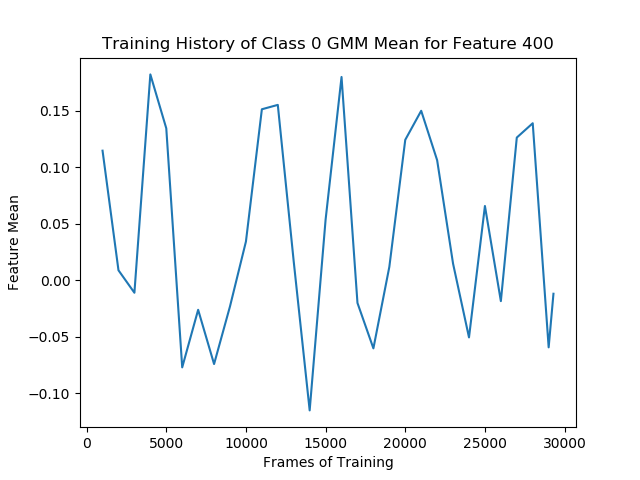 Training History of Class 0 GMM Mean for Feature 400
0.15
0.10
0.05
0.00
−0.05
−0.10
Feature Mean
0 5000 10000 15000 20000 25000 30000
Frames of Training